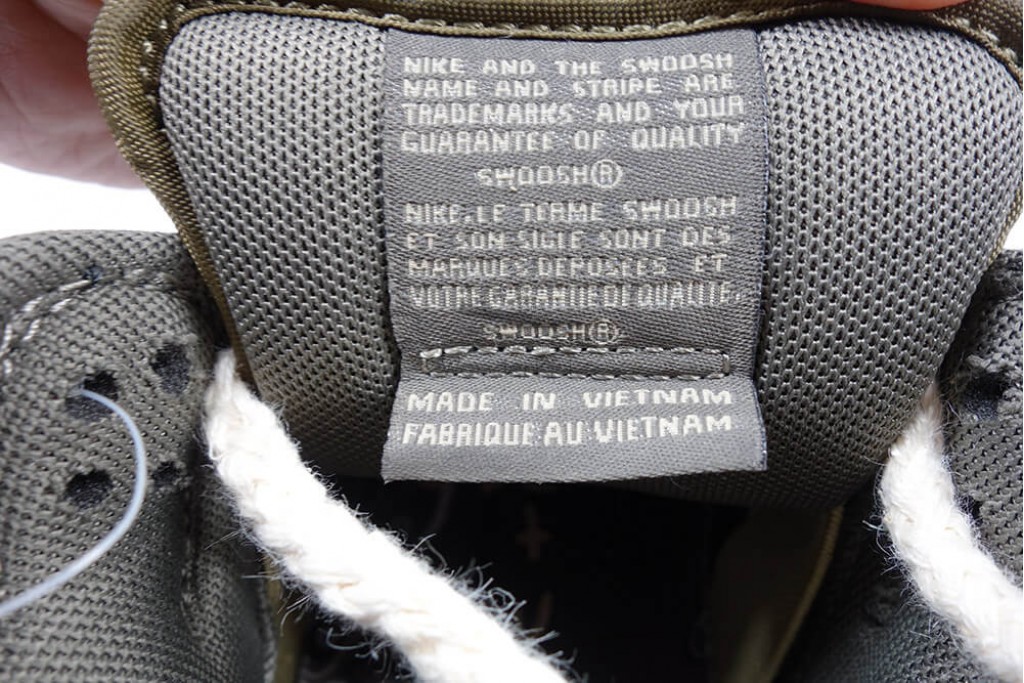 NIKE AND THE SWOOSH
NAME AND STRIPE ARE
TRADEMARKS AND YOUR
GUARANTEE OF QUALITY
SWOOSH®
NIKE, LE TERME SWOOSH
ET SON SIGLE SONT DES
MARQUES DEPOSEES ET
VOTRE GARANTIE DE QUALITE.
SWOOSH®
MADE IN VIETNAM
FABRIQUE AU VIETNAM